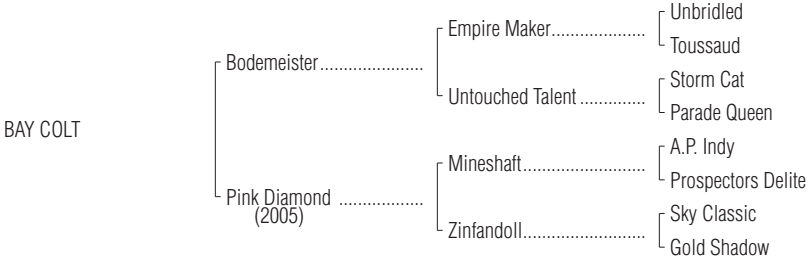 Unbridled
Empire Maker.....................
Toussaud
Bodemeister......................
Storm Cat
Untouched Talent ..............
Parade Queen
BAY COLT
A.P. Indy
Mineshaft..........................
Prospectors Delite
Pink Diamond ..................
(2005)
Sky Classic
Zinfandoll..........................
Gold Shadow